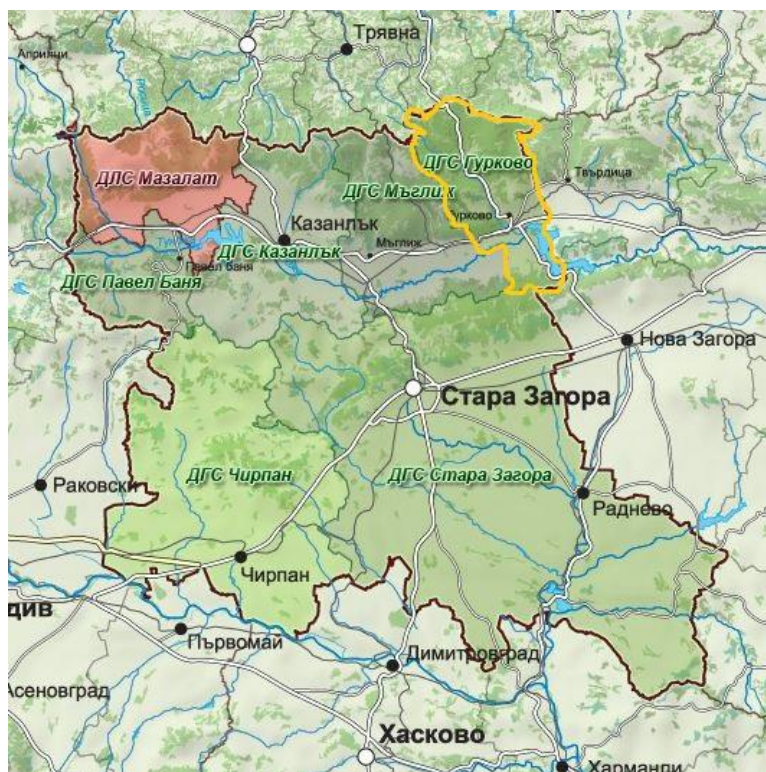 Трявна
Априлци
ДГС Гурково
ДЛС Мазалат
Твърдица
ДГС Мъглиж
Гурково
Казанлък
ДГС Казанлък
Мъглиж
Павел баня
ДГС Павел Баня
Нова Загора
Стара Загора
ДГС Чирпан
ДГС Стара Загора
Раковски
Раднево
Чирпан
див
Първомай
Димитровград
Асеновград
Хасково
Харманли